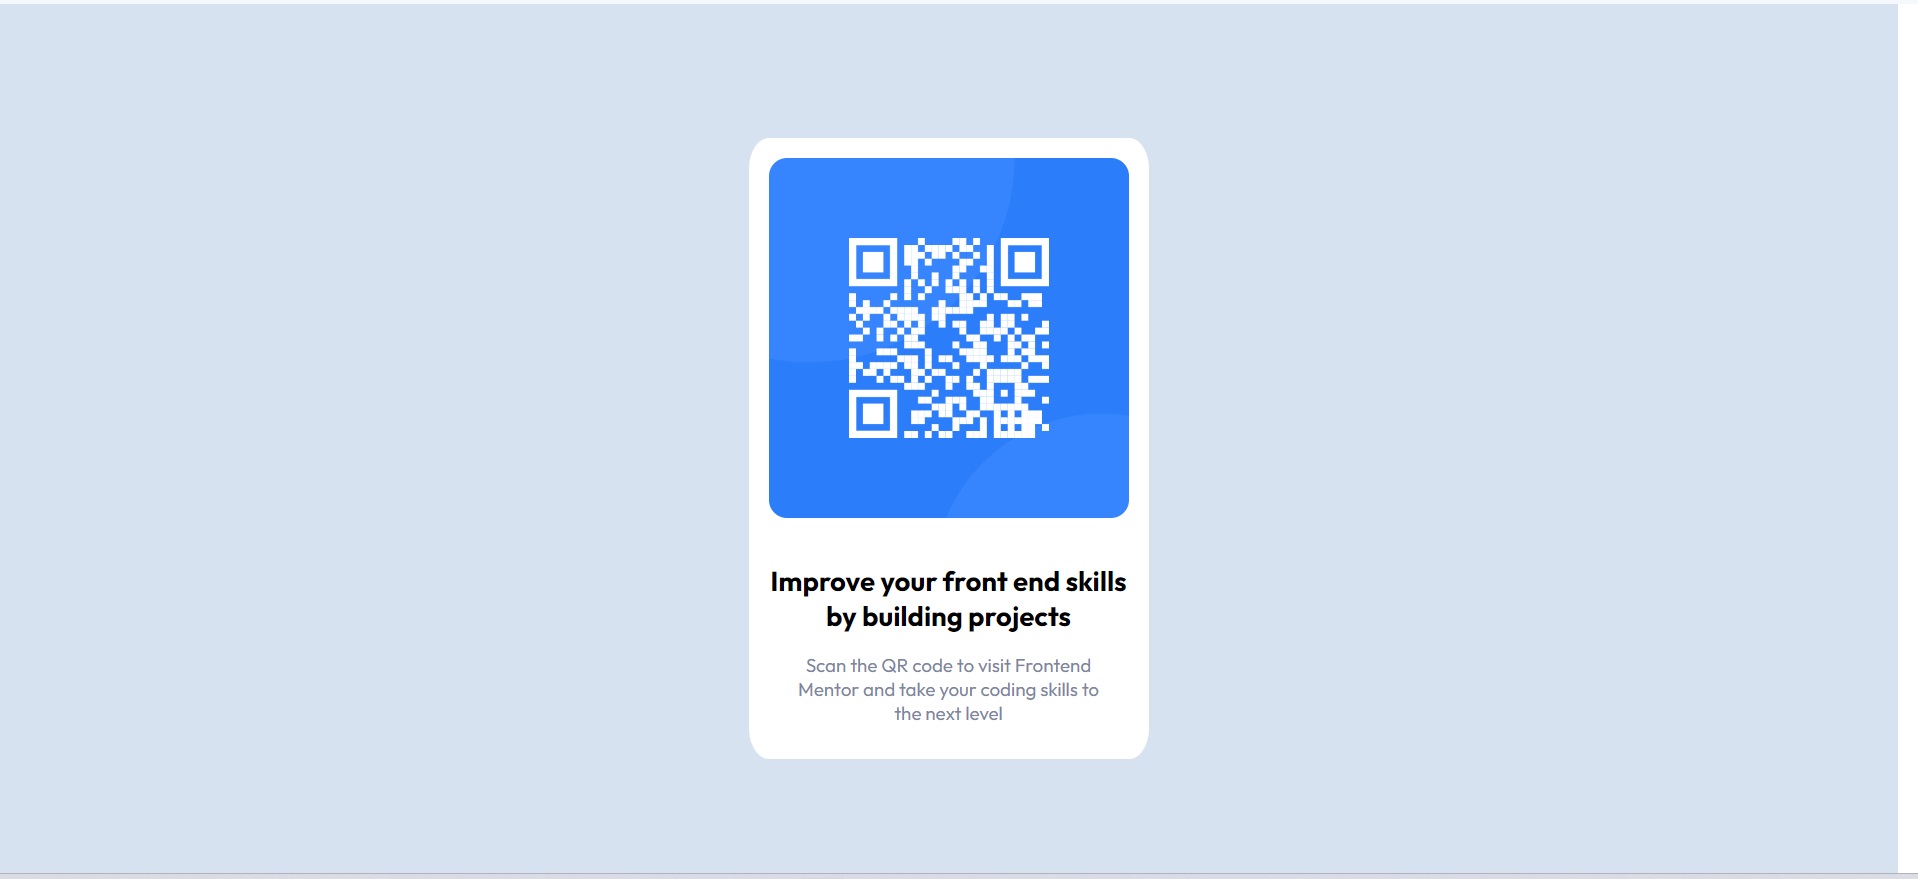 Improve your front end skills
by building projects
Scan the QR code to visit Frontend
Mentor and take your coding skills to
the next level